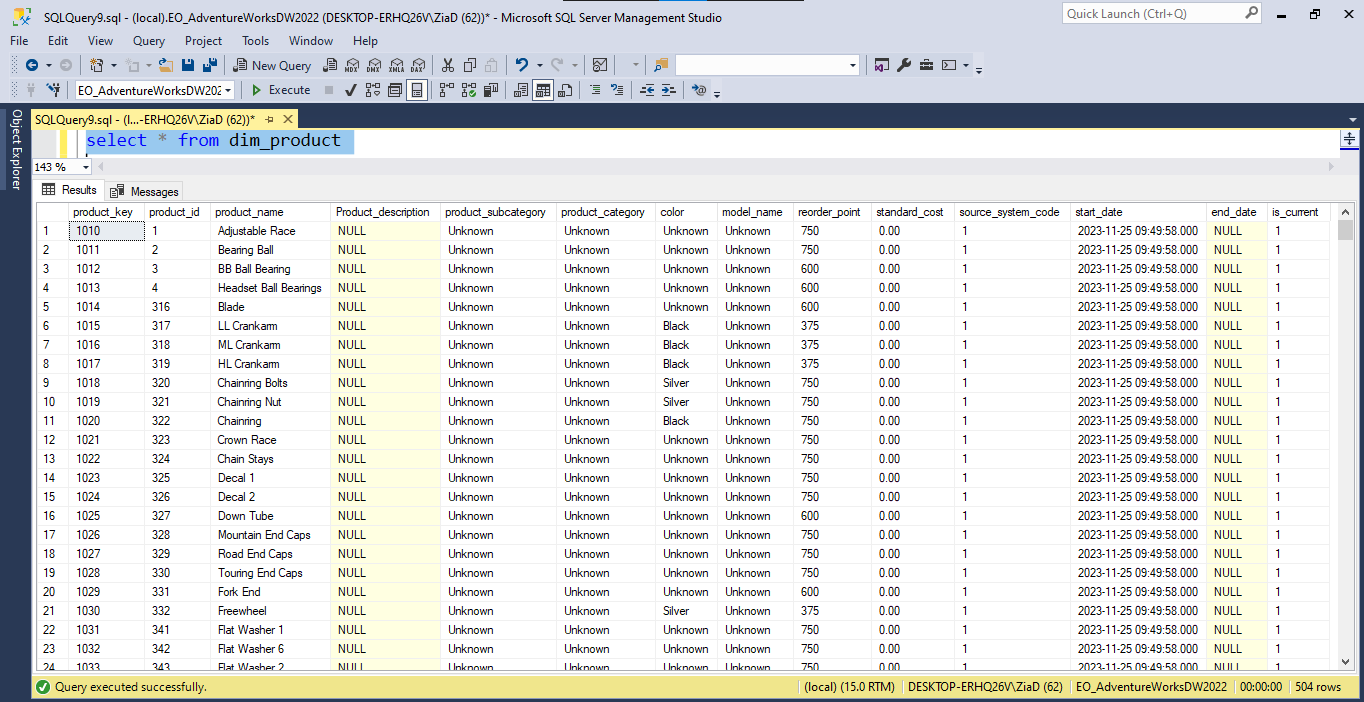 SQLQuery9.sql - (local).EO_AdventureWorksDW2022 (DESKTOP-ERHQ26V\ZiaD (62))* - Microsoft SQL Server Management Studio
Quick Launch (Ctrl+Q)
File Edit View Query Project Tools Window Help
New Query MDX DMX XMLA DAX
EO_AdventureWorksDW202 Execute
Object Explorer
SQLQuery9.sql - (l...-ERHQ26V\ZiaD (62))*
select * from dim_product
143 %
Results Messages
product_key product_id product_name Product_description product_subcategory product_category color model_name reorder_point standard_cost source_system_code start_date end_date is_current
1 1010 1 Adjustable Race NULL Unknown Unknown Unknown Unknown 750 0.00 1 2023-11-25 09:49:58.000 NULL 1
2 1011 2 Bearing Ball NULL Unknown Unknown Unknown Unknown 750 0.00 1 2023-11-25 09:49:58.000 NULL 1
3 1012 3 BB Ball Bearing NULL Unknown Unknown Unknown Unknown 600 0.00 1 2023-11-25 09:49:58.000 NULL 1
4 1013 4 Headset Ball Bearings NULL Unknown Unknown Unknown Unknown 600 0.00 1 2023-11-25 09:49:58.000 NULL 1
5 1014 316 Blade NULL Unknown Unknown Unknown Unknown 600 0.00 1 2023-11-25 09:49:58.000 NULL 1
6 1015 317 LL Crankarm NULL Unknown Unknown Black Unknown 375 0.00 1 2023-11-25 09:49:58.000 NULL 1
7 1016 318 ML Crankarm NULL Unknown Unknown Black Unknown 375 0.00 1 2023-11-25 09:49:58.000 NULL 1
8 1017 319 HL Crankarm NULL Unknown Unknown Black Unknown 375 0.00 1 2023-11-25 09:49:58.000 NULL 1
9 1018 320 Chainring Bolts NULL Unknown Unknown Silver Unknown 750 0.00 1 2023-11-25 09:49:58.000 NULL 1
10 1019 321 Chainring Nut NULL Unknown Unknown Silver Unknown 750 0.00 1 2023-11-25 09:49:58.000 NULL 1
11 1020 322 Chainring NULL Unknown Unknown Black Unknown 750 0.00 1 2023-11-25 09:49:58.000 NULL 1
12 1021 323 Crown Race NULL Unknown Unknown Unknown Unknown 750 0.00 1 2023-11-25 09:49:58.000 NULL 1
13 1022 324 Chain Stays NULL Unknown Unknown Unknown Unknown 750 0.00 1 2023-11-25 09:49:58.000 NULL 1
14 1023 325 Decal 1 NULL Unknown Unknown Unknown Unknown 750 0.00 1 2023-11-25 09:49:58.000 NULL 1
15 1024 326 Decal 2 NULL Unknown Unknown Unknown Unknown 750 0.00 1 2023-11-25 09:49:58.000 NULL 1
16 1025 327 Down Tube NULL Unknown Unknown Unknown Unknown 600 0.00 1 2023-11-25 09:49:58.000 NULL 1
17 1026 328 Mountain End Caps NULL Unknown Unknown Unknown Unknown 750 0.00 1 2023-11-25 09:49:58.000 NULL 1
18 1027 329 Road End Caps NULL Unknown Unknown Unknown Unknown 750 0.00 1 2023-11-25 09:49:58.000 NULL 1
19 1028 330 Touring End Caps NULL Unknown Unknown Unknown Unknown 750 0.00 1 2023-11-25 09:49:58.000 NULL 1
20 1029 331 Fork End NULL Unknown Unknown Unknown Unknown 600 0.00 1 2023-11-25 09:49:58.000 NULL 1
21 1030 332 Freewheel NULL Unknown Unknown Silver Unknown 375 0.00 1 2023-11-25 09:49:58.000 NULL 1
22 1031 341 Flat Washer 1 NULL Unknown Unknown Unknown Unknown 750 0.00 1 2023-11-25 09:49:58.000 NULL 1
23 1032 342 Flat Washer 6 NULL Unknown Unknown Unknown Unknown 750 0.00 1 2023-11-25 09:49:58.000 NULL 1
24 1033 343 Flat Washer 2 NULL Unknown Unknown Unknown Unknown 750 0.00 1 2023-11-25 09:49:58.000 NULL 1
Query executed successfully. (local) (15.0 RTM) DESKTOP-ERHQ26V\ZiaD (62) EO_AdventureWorksDW2022 00:00:00 504 rows